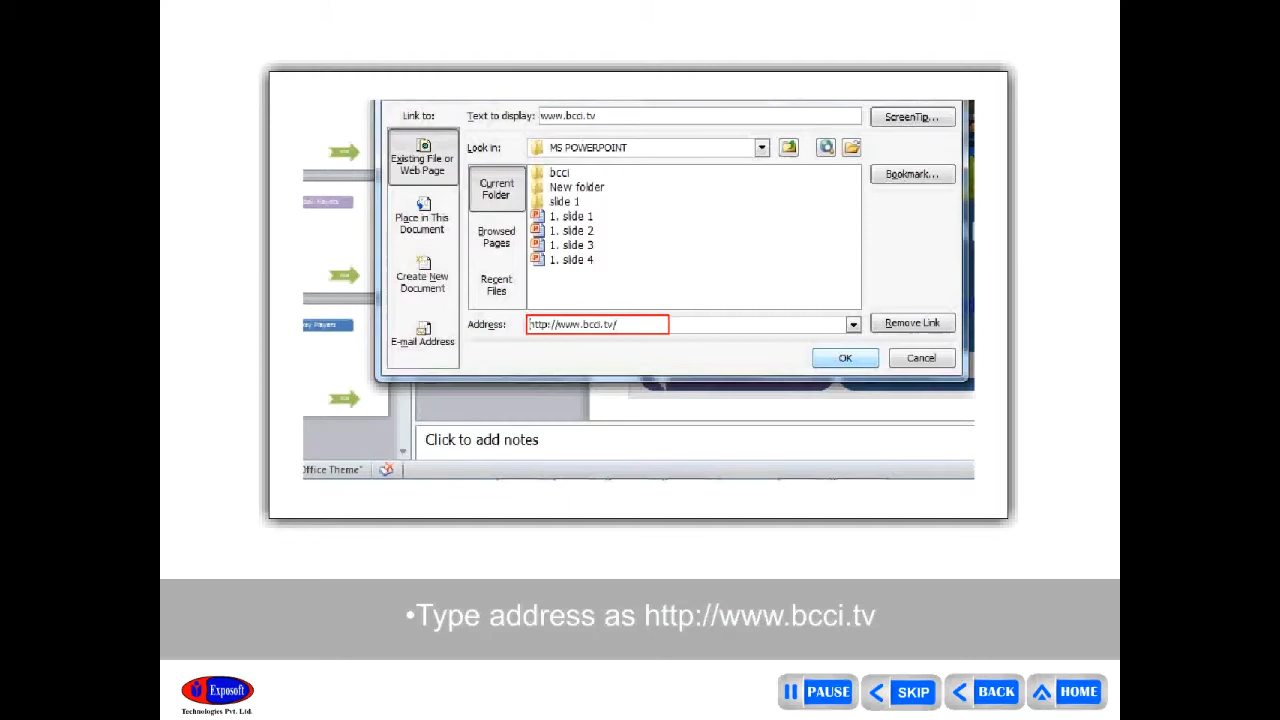 Link to:
Text to display:
www.bcci.tv
ScreenTip...
Existing File or
Web Page
Look in:
MS POWERPOINT
Bookmark...
Current
Folder
bcci
New folder
slide 1
1. slide 1
1. slide 2
1. slide 3
1. slide 4
Place in This
Document
Browsed
Pages
Create New
Document
Recent
Files
Address:
http://www.bcci.tv/
Remove Link
E-mail Address
OK
Cancel
Players
Players
Click to add notes
Office Theme"
•Type address as http://www.bcci.tv
Exposoft
Technologies Pvt. Ltd.
PAUSE
SKIP
BACK
HOME